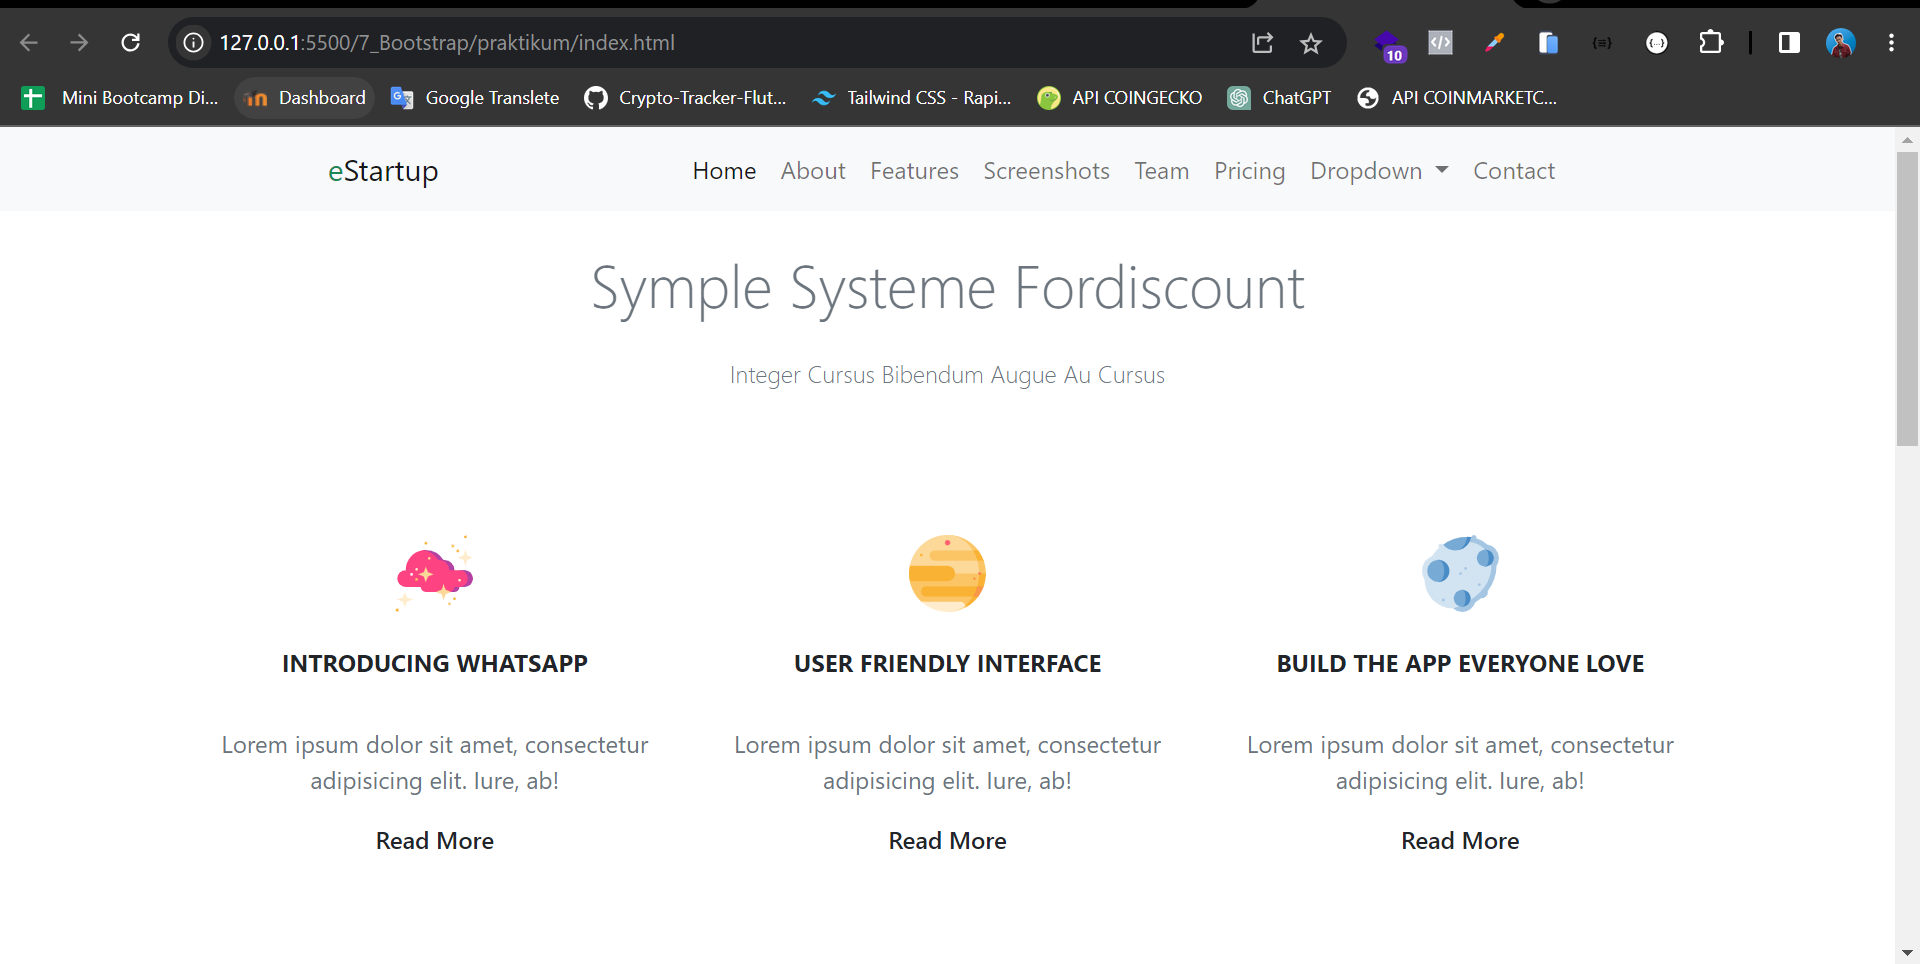 127.0.0.1:5500/7_Bootstrap/praktikum/index.html
10
Mini Bootcamp Di... Dashboard Google Translete Crypto-Tracker-Flut... Tailwind CSS - Rapi... API COINGECKO ChatGPT API COINMARKETC...
eStartup Home About Features Screenshots Team Pricing Dropdown Contact
Symple Systeme Fordiscount
Integer Cursus Bibendum Augue Au Cursus
INTRODUCING WHATSAPP USER FRIENDLY INTERFACE BUILD THE APP EVERYONE LOVE
Lorem ipsum dolor sit amet, consectetur
adipisicing elit. Iure, ab!
Lorem ipsum dolor sit amet, consectetur
adipisicing elit. Iure, ab!
Lorem ipsum dolor sit amet, consectetur
adipisicing elit. Iure, ab!
Read More Read More Read More